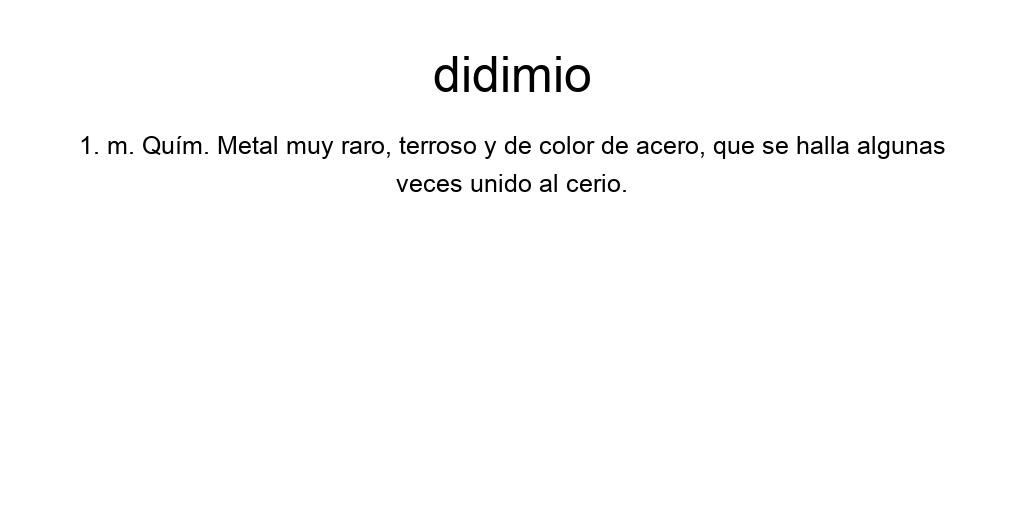 didimio
1. m. Quím. Metal muy raro, terroso y de color de acero, que se halla algunas
veces unido al cerio.